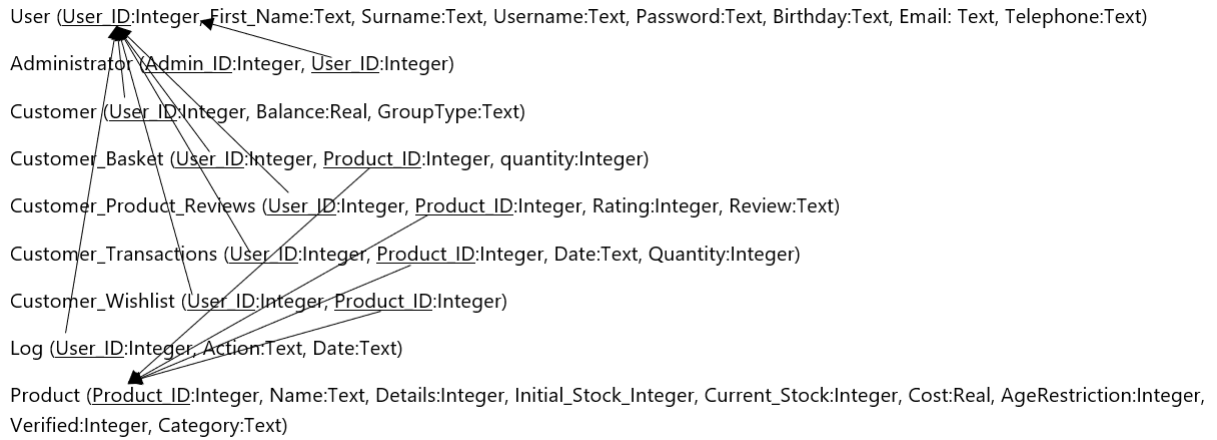 User (User_ID:Integer, First_Name:Text, Surname:Text, Username:Text, Password:Text, Birthday:Text, Email: Text, Telephone:Text)
Administrator (Admin_ID:Integer, User_ID:Integer)
Customer (User_ID:Integer, Balance:Real, GroupType:Text)
Customer_Basket (User_ID:Integer, Product_ID:Integer, quantity:Integer)
Customer_Product_Reviews (User_ID:Integer, Product_ID:Integer, Rating:Integer, Review:Text)
Customer_Transactions (User_ID:Integer, Product_ID:Integer, Date:Text, Quantity:Integer)
Customer_Wishlist (User_ID:Integer, Product_ID:Integer)
Log (User_ID:Integer, Action:Text, Date:Text)
Product (Product_ID:Integer, Name:Text, Details:Integer, Initial_Stock_Integer, Current_Stock:Integer, Cost:Real, AgeRestriction:Integer,
Verified:Integer, Category:Text)